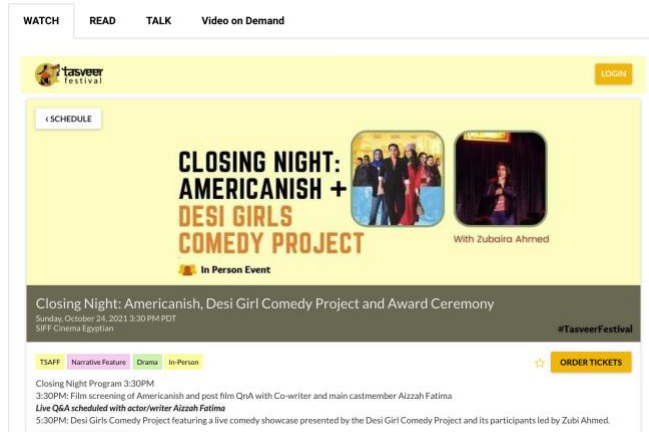 WATCH READ TALK Video on Demand
tasveer
festival
LOGIN
‹ SCHEDULE
CLOSING NIGHT:
AMERICANISH +
DESI GIRLS
COMEDY PROJECT
With Zubaira Ahmed
In Person Event
Closing Night: Americanish, Desi Girl Comedy Project and Award Ceremony
Sunday, October 24, 2021 3:30 PM PDT
SIFF Cinema Egyptian
#TasveerFestival
TSAFF Narrative Feature Drama In-Person
ORDER TICKETS
Closing Night Program 3:30PM
3:30PM: Film screening of Americanish and post film QnA with Co-writer and main castmember Aizzah Fatima
Live Q&A scheduled with actor/writer Aizzah Fatima
5:30PM: Desi Girls Comedy Project featuring a live comedy showcase presented by the Desi Girl Comedy Project and its participants led by Zubi Ahmed.